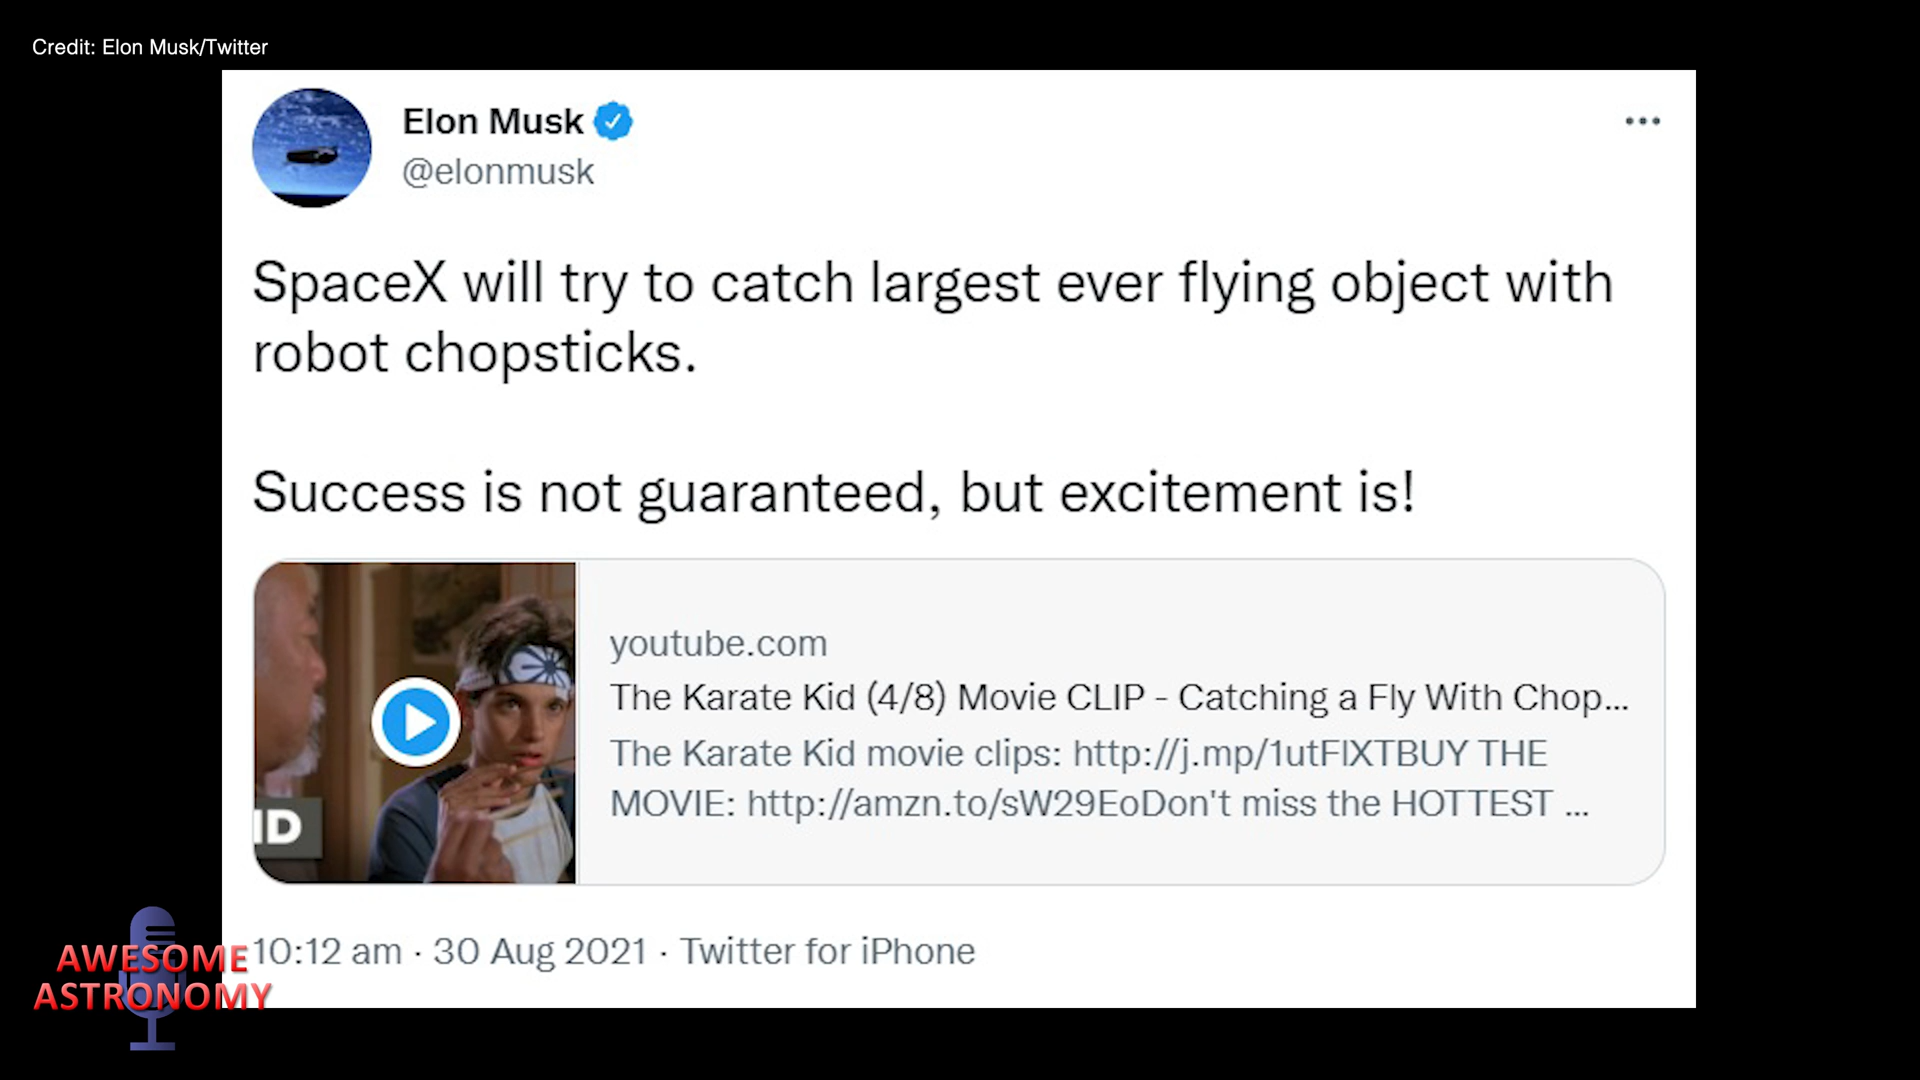 Credit: Elon Musk/Twitter
Elon Musk
@elonmusk
SpaceX will try to catch largest ever flying object with
robot chopsticks.
Success is not guaranteed, but excitement is!
youtube.com
The Karate Kid (4/8) Movie CLIP - Catching a Fly With Chop...
The Karate Kid movie clips: http://j.mp/1utFIXTBUY THE
MOVIE: http://amzn.to/sW29EoDon't miss the HOTTEST ...
ID
10:12 am · 30 Aug 2021 · Twitter for iPhone
AWESOME
ASTRONOMY